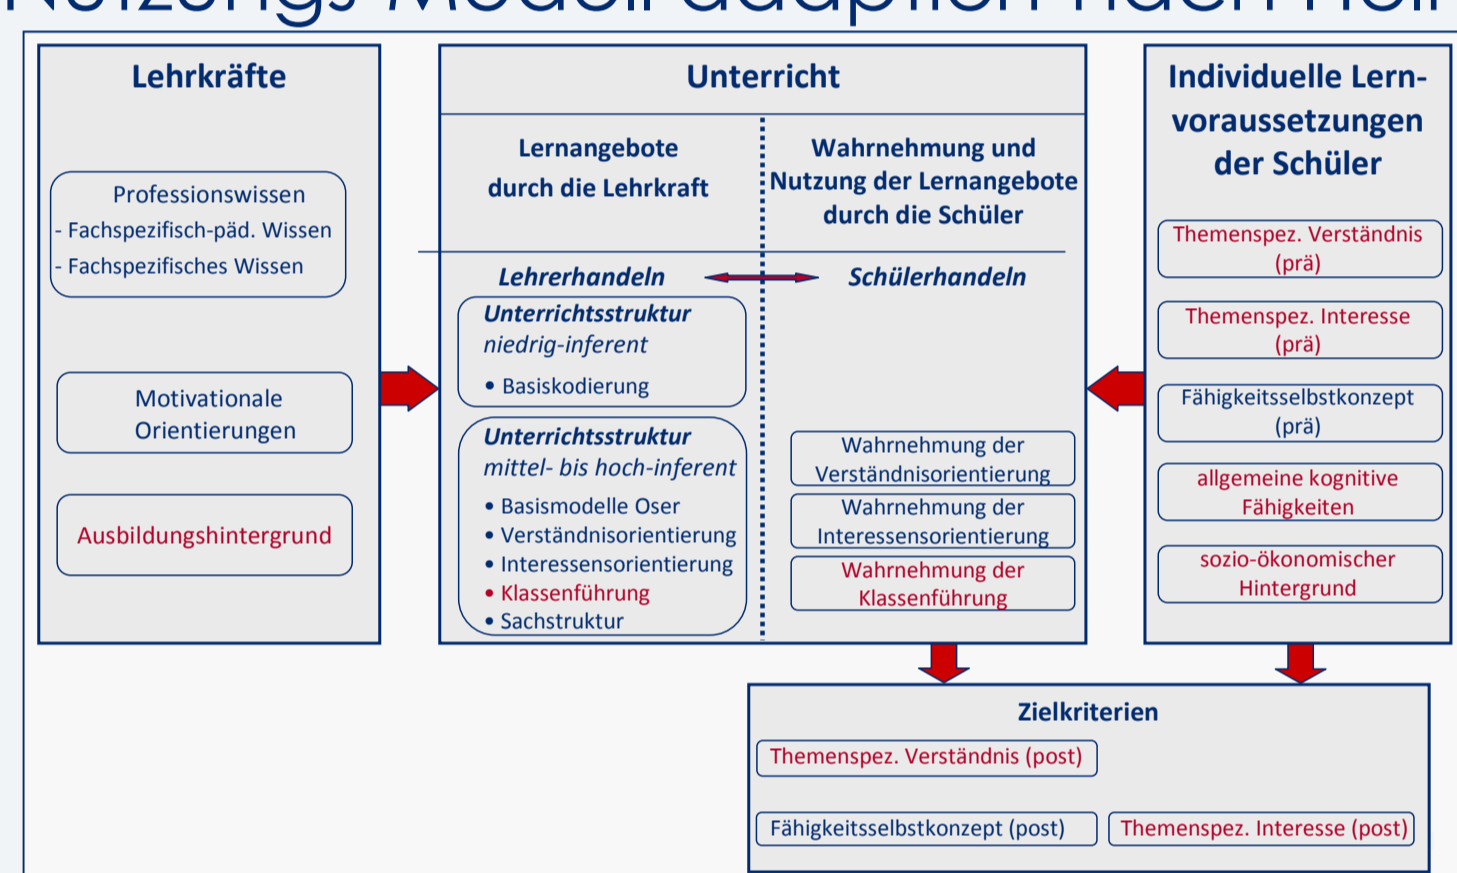 Nutzungs-Modell adaption nach
Lehrkräfte
Professionswissen
- Fachspezifisch-päd. Wissen
- Fachspezifisches Wissen
Motivationale
Orientierungen
Ausbildungshintergrund
Unterricht
Lernangebote
durch die Lehrkraft
Wahrnehmung und
Nutzung der Lernangebote
durch die Schüler
Lehrerhandeln
Schülerhandeln
Unterrichtsstruktur
niedrig-inferent
• Basiskodierung
Unterrichtsstruktur
mittel- bis hoch-inferent
• Basismodelle Oser
• Verständnisorientierung
• Interessensorientierung
• Klassenführung
• Sachstruktur
Wahrnehmung der
Verständnisorientierung
Wahrnehmung der
Interessensorientierung
Wahrnehmung der
Klassenführung
Individuelle Lern-
voraussetzungen
der Schüler
Themenspez. Verständnis
(prä)
Themenspez. Interesse
(prä)
Fähigkeitsselbstkonzept
(prä)
allgemeine kognitive
Fähigkeiten
sozio-ökonomischer
Hintergrund
Zielkriterien
Themenspez. Verständnis (post)
Fähigkeitsselbstkonzept (post)
Themenspez. Interesse (post)